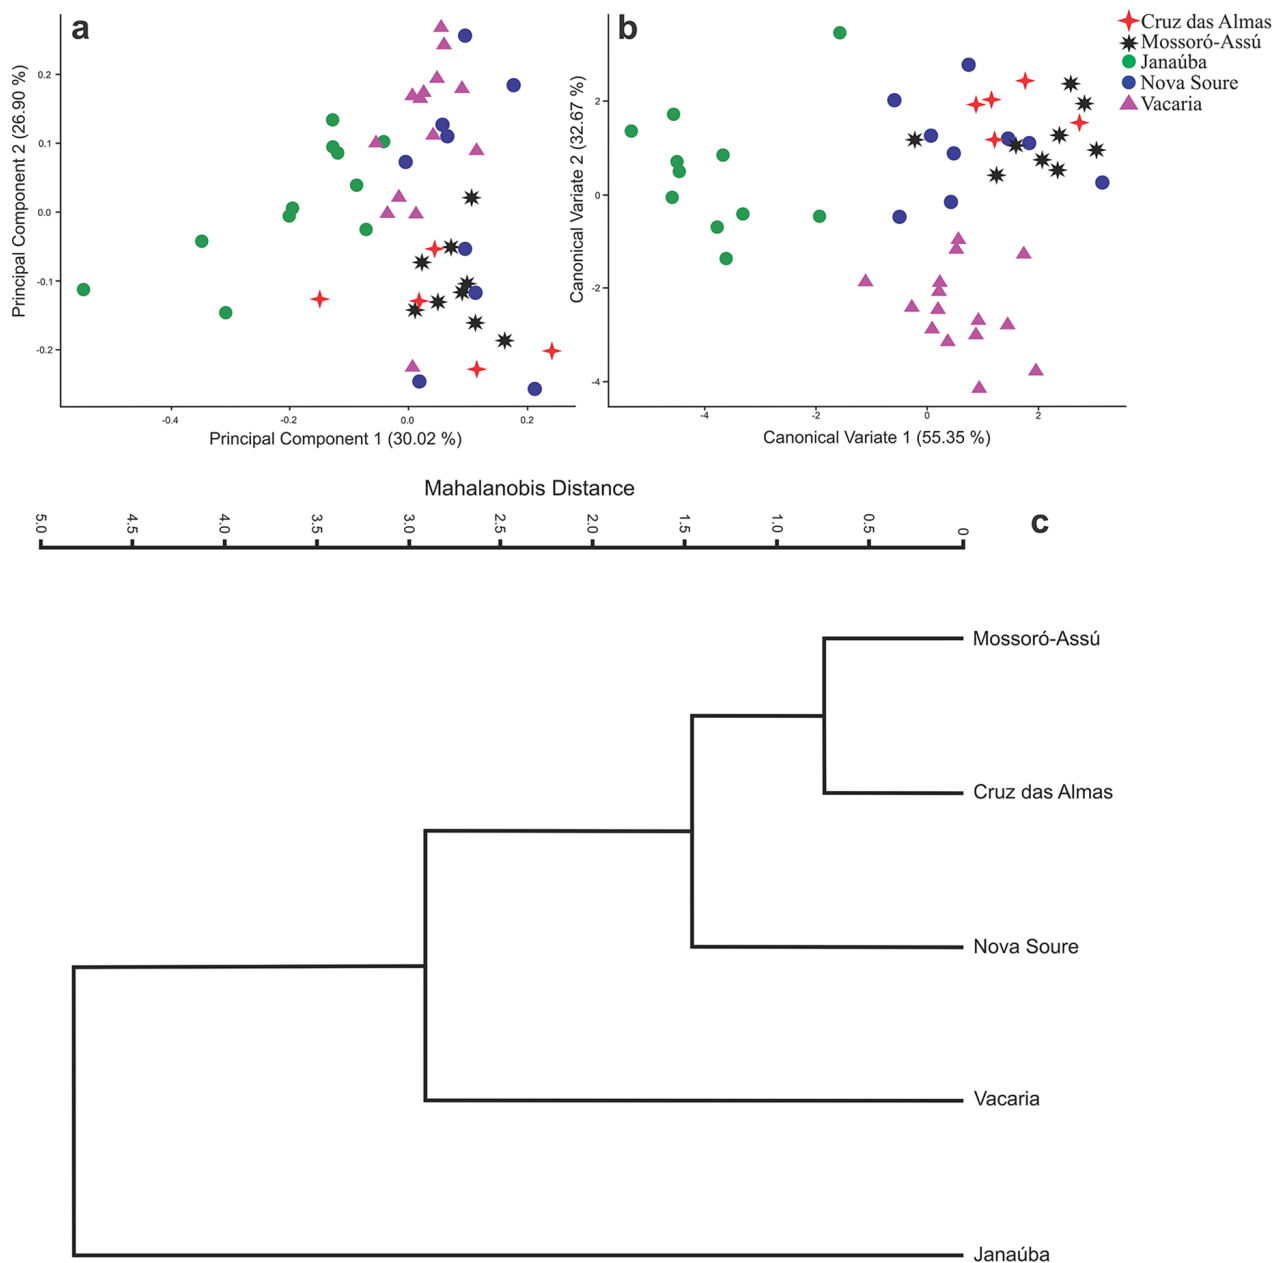 a
Principal Component 2 (26.90 %)
0.2
0.1
0.0
-0.1
-0.2
-0.4
-0.2
0.0
0.2
Principal Component 1 (30.02 %)
b
Canonical Variate 2 (32.67 %)
2
0
-2
-4
-4
-2
0
2
Canonical Variate 1 (55.35 %)
Cruz das Almas
Mossoró-Assú
Janaúba
Nova Soure
Vacaria
Mahalanobis Distance
c
5.0
4.5
4.0
3.5
3.0
2.5
2.0
1.5
1.0
0.5
0
Mossoró-Assú
Cruz das Almas
Nova Soure
Vacaria
Janaúba